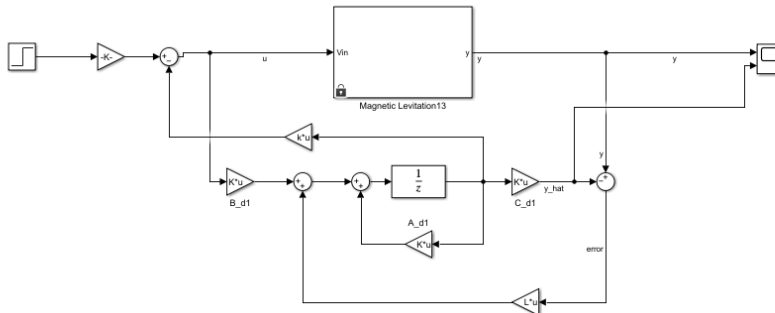 -K-
+
-
u
Vin
y
y
y
Magnetic Levitation13
k*u
y
K*u
B_d1
+
+
+
+
1
z
K*u
C_d1
y_hat
-
+
A_d1
K*u
error
L*u